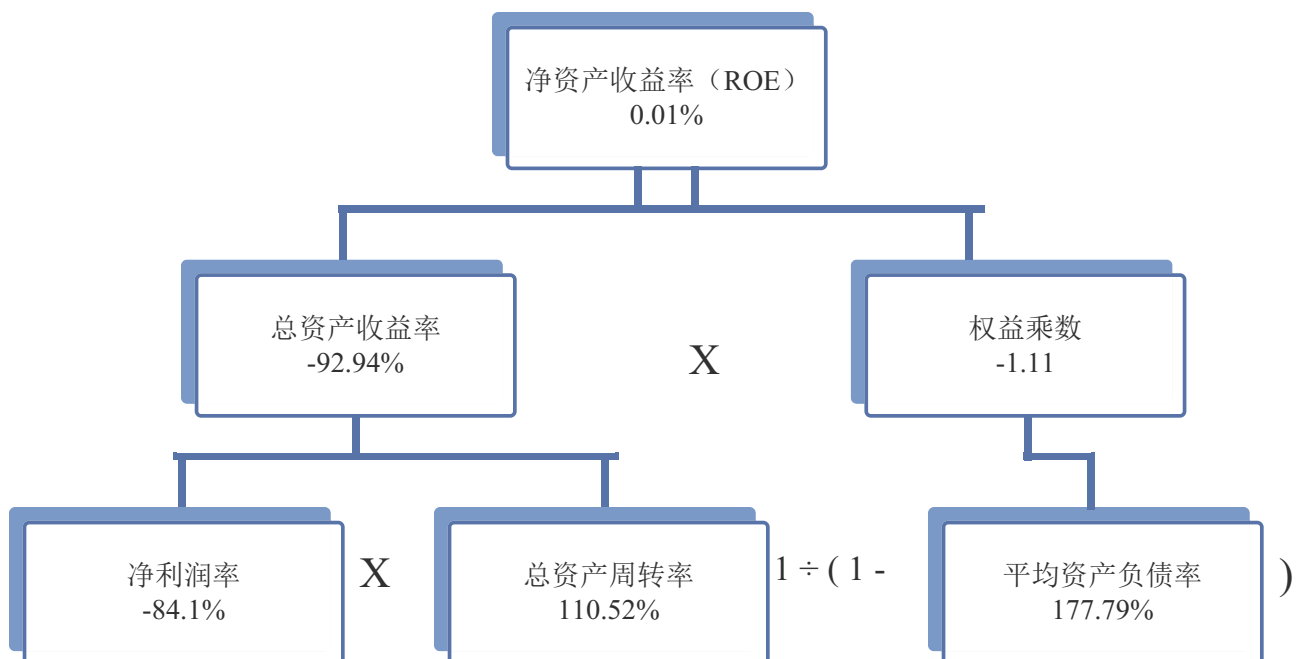 净资产收益率（ROE）
0.01%
总资产收益率
-92.94%
X
权益乘数
-1.11
净利润率
-84.1%
X
总资产周转率
110.52%
1 ÷ ( 1 -
平均资产负债率
177.79%
)